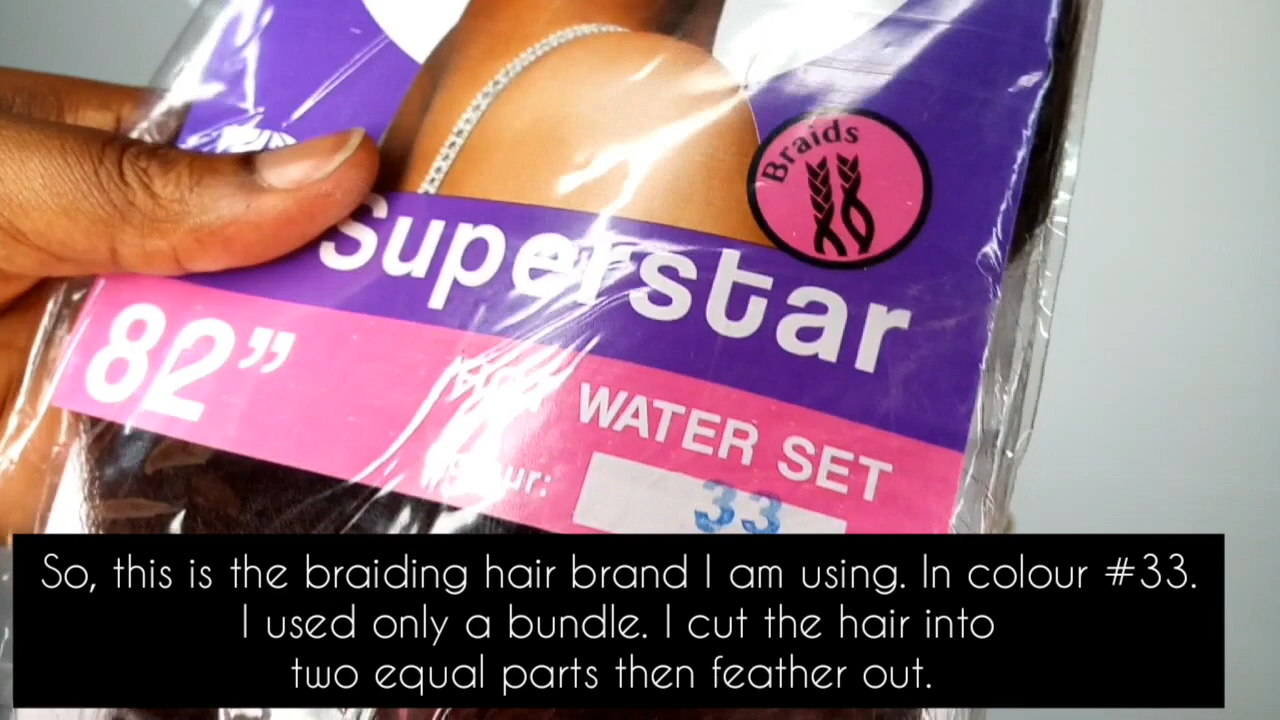 Braids
Superstar
82”
WATER SET
33
So, this is the braiding hair brand I am using. In colour #33.
I used only a bundle. I cut the hair into
two equal parts then feather out.